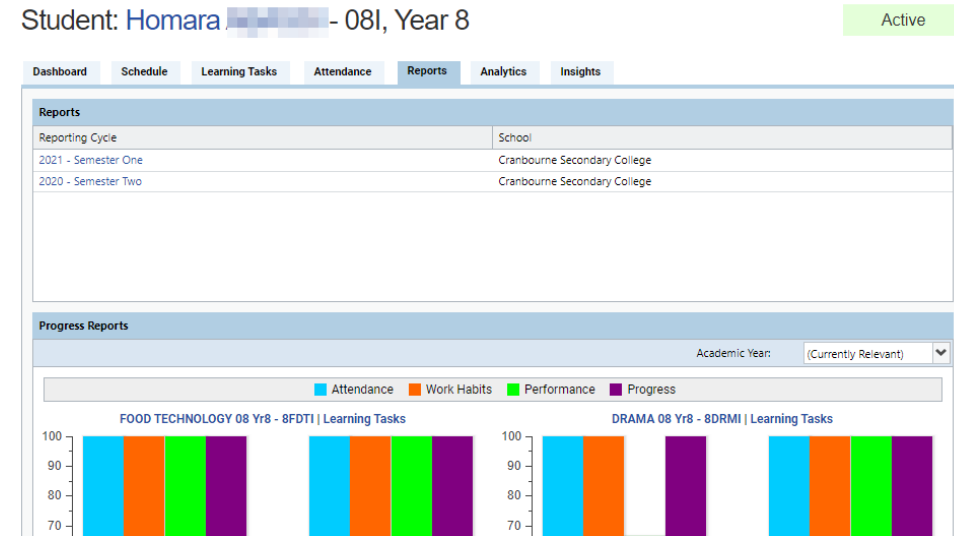 Student: Homara - 08I, Year 8
Active
Dashboard Schedule Learning Tasks Attendance Reports Analytics Insights
Reports
Reporting Cycle School
2021 - Semester One Cranbourne Secondary College
2020 - Semester Two Cranbourne Secondary College
Progress Reports
Academic Year: (Currently Relevant)
Attendance Work Habits Performance Progress
FOOD TECHNOLOGY 08 Yr8 - 8FDTI | Learning Tasks
DRAMA 08 Yr8 - 8DRMI | Learning Tasks
100 100
90 90
80 80
70 70